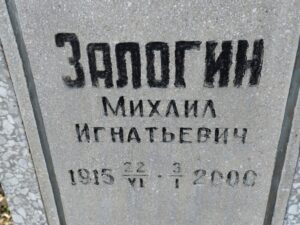 ЗАЛОГИН
МИХАИЛ
ИГНАТЬЕВИЧ
1915 22/VI · 3/I 2000